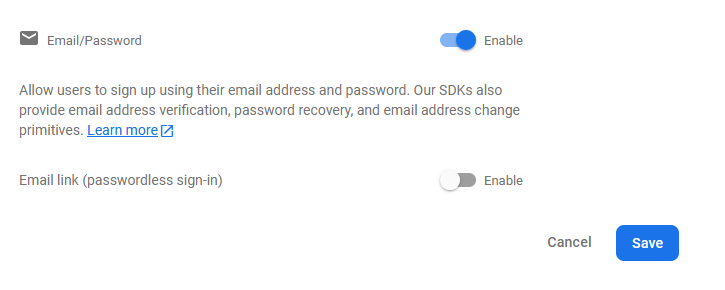 Email/Password
Enable
Allow users to sign up using their email address and password. Our SDKs also
provide email address verification, password recovery, and email address change
primitives. Learn more
Email link (passwordless sign-in)
Enable
Cancel
Save